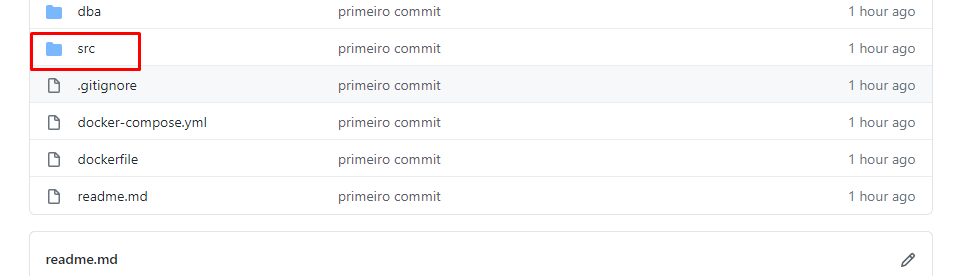 dba primeiro commit 1 hour ago
src primeiro commit 1 hour ago
.gitignore primeiro commit 1 hour ago
docker-compose.yml primeiro commit 1 hour ago
dockerfile primeiro commit 1 hour ago
readme.md primeiro commit 1 hour ago
readme.md